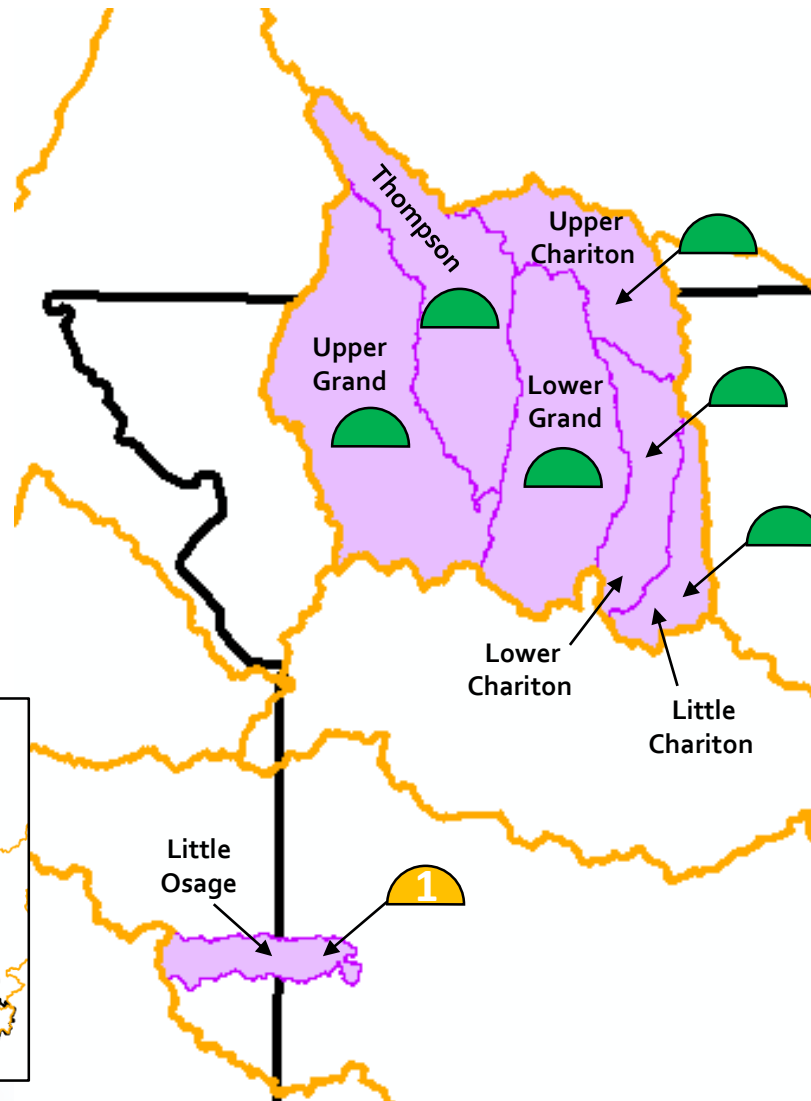 Thompson
Upper
Chariton
Upper
Grand
Lower
Grand
Lower
Chariton
Little
Chariton
Little
Osage
1